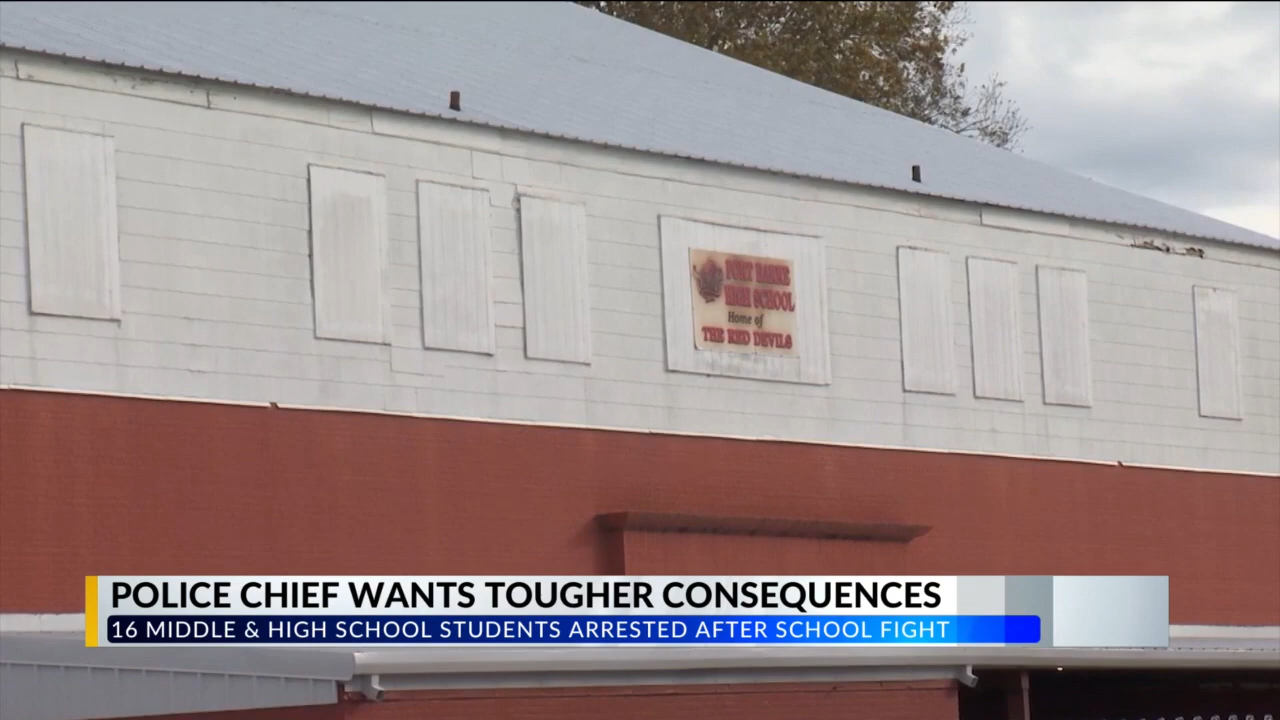 FORT BARRE
HIGH SCHOOL
Home of
THE RED DEVILS
POLICE CHIEF WANTS TOUGHER CONSEQUENCES
16 MIDDLE & HIGH SCHOOL STUDENTS ARRESTED AFTER SCHOOL FIGHT